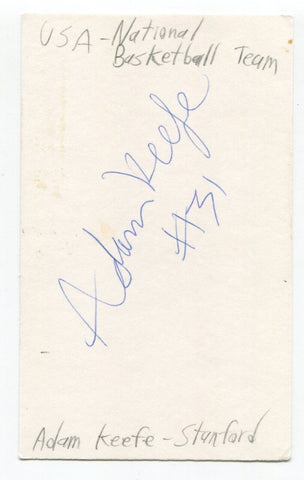 USA - National
Basketball Team
Adam Keefe
#31
Adam Keefe - Stanford